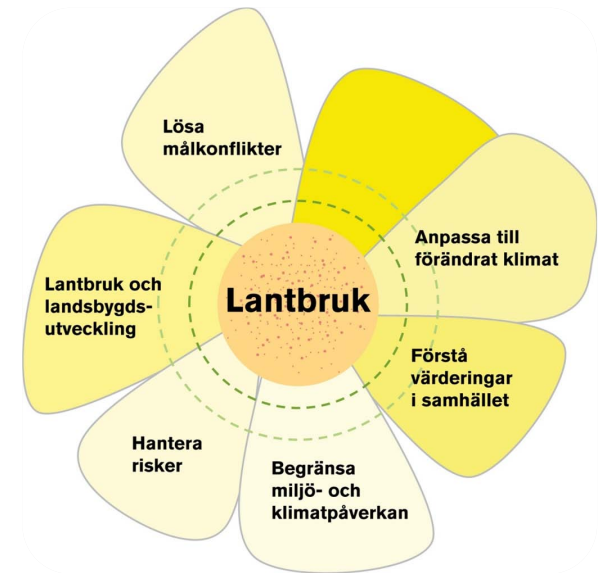 Lösa
målkonflikter
Anpassa till
förändrat klimat
Lantbruk och
landsbygds-
utveckling
Lantbruk
Förstå
värderingar
i samhället
Hantera
risker
Begränsa
miljö- och
klimatpåverkan